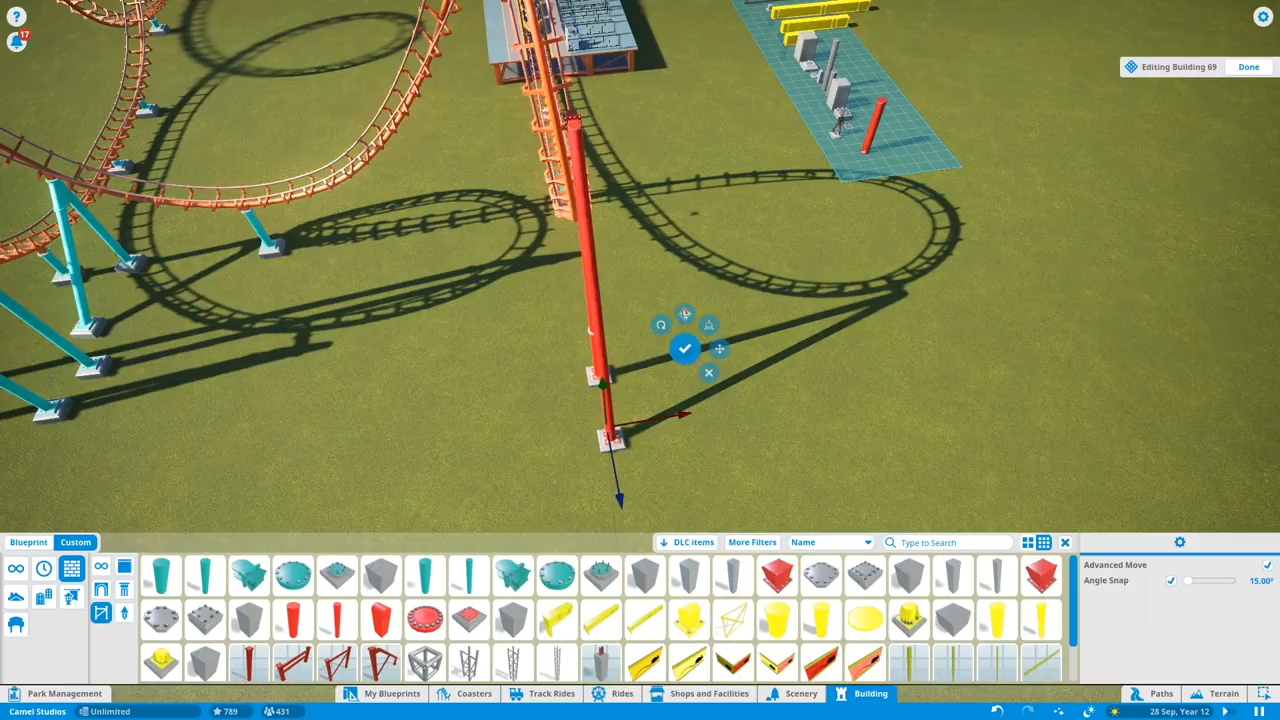 ?
17
Editing Building 69 Done
Blueprint Custom DLC items More Filters Name Type to Search
Advanced Move
Angle Snap 15.00°
Park Management My Blueprints Coasters Track Rides Rides Shops and Facilities Scenery Building Paths Terrain
Camel Studios Unlimited 789 431 28 Sep, Year 12